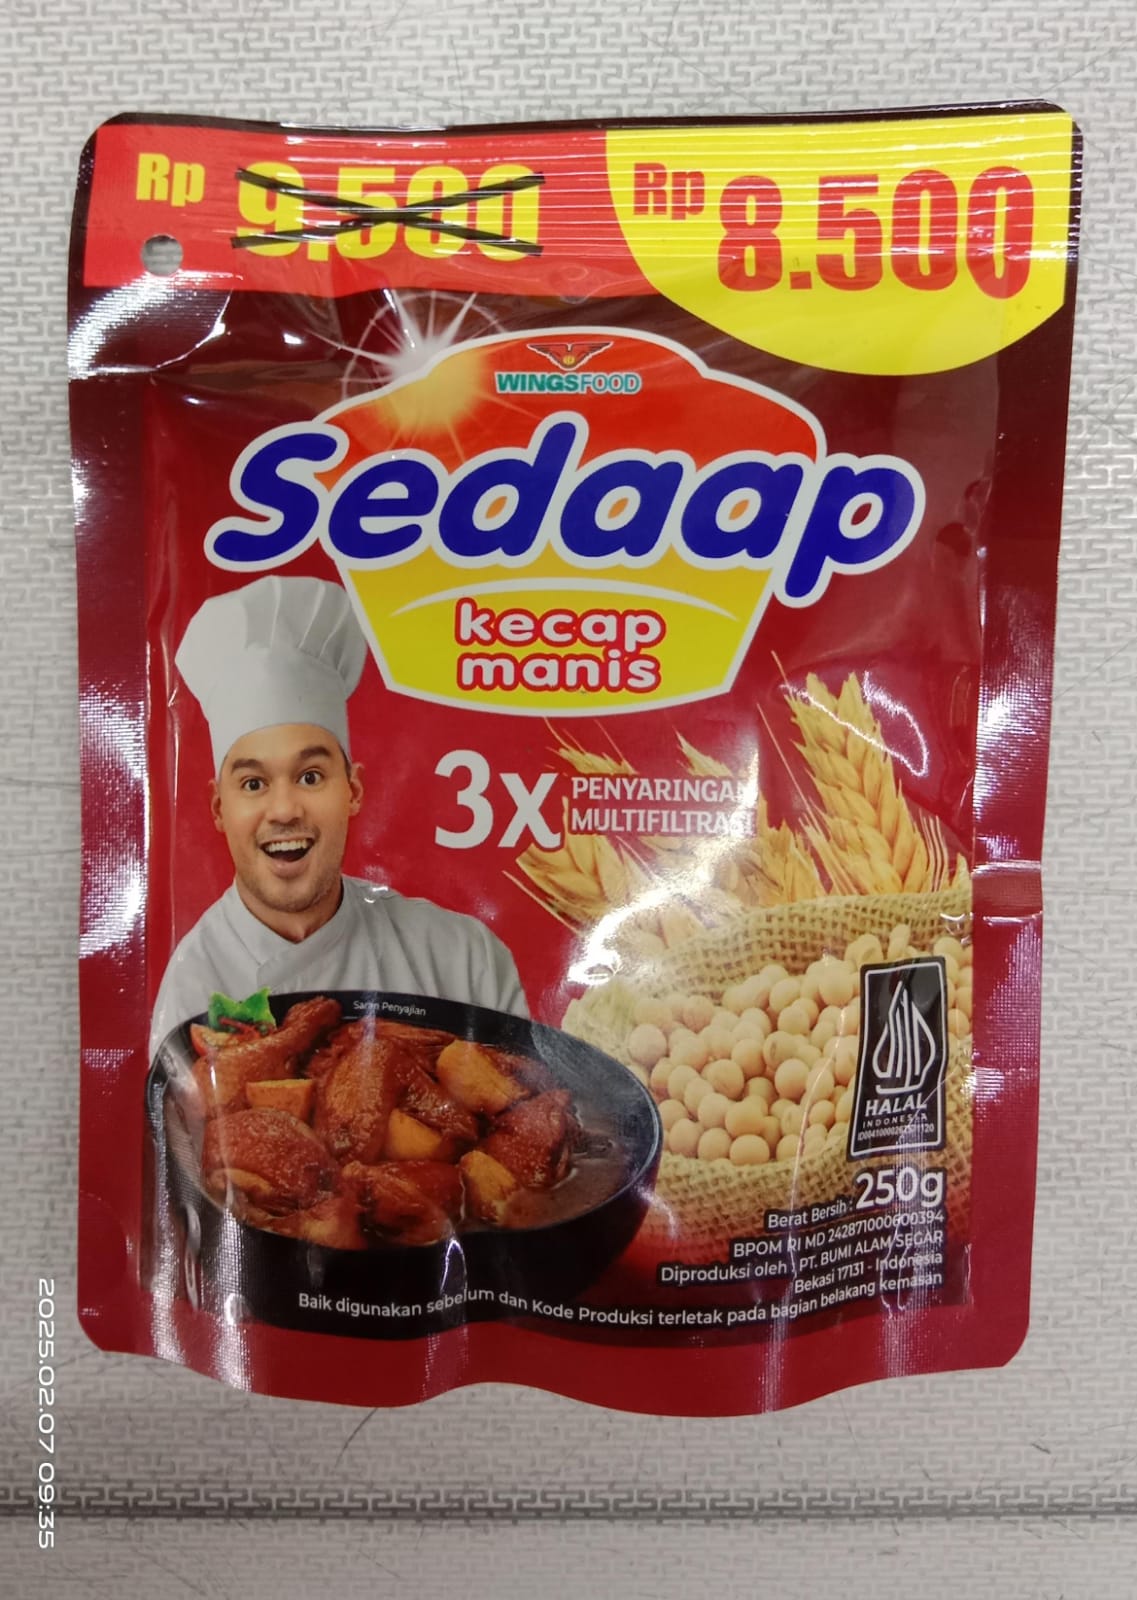 Rp 9.500
Rp 8.500
WINGSFOOD
Sedaap
kecap
manis
3x PENYARINGAN
MULTIFILTRASI
Saran Penyajian
HALAL
INDONESIA
Berat Bersih : 250g
BPOM RI MD 242871000600394
Diproduksi oleh : PT. BUMI ALAM SEGAR
Bekasi 17131 - Indonesia
Baik digunakan sebelum dan Kode Produksi terletak pada bagian belakang kemasan
2025.02.07 09:35